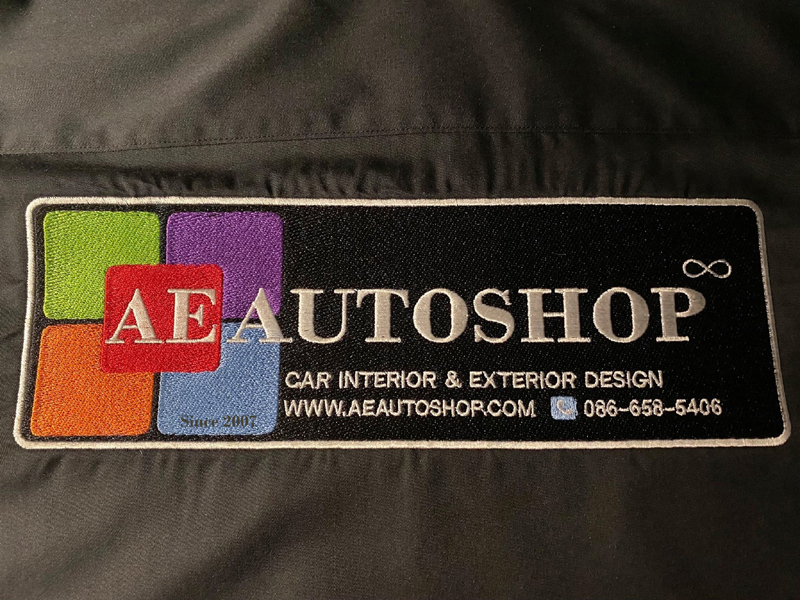 AEAUTOSHOP
CAR INTERIOR & EXTERIOR DESIGN
WWW.AEAUTOSHOP.COM 086-658-5406
Since 2007